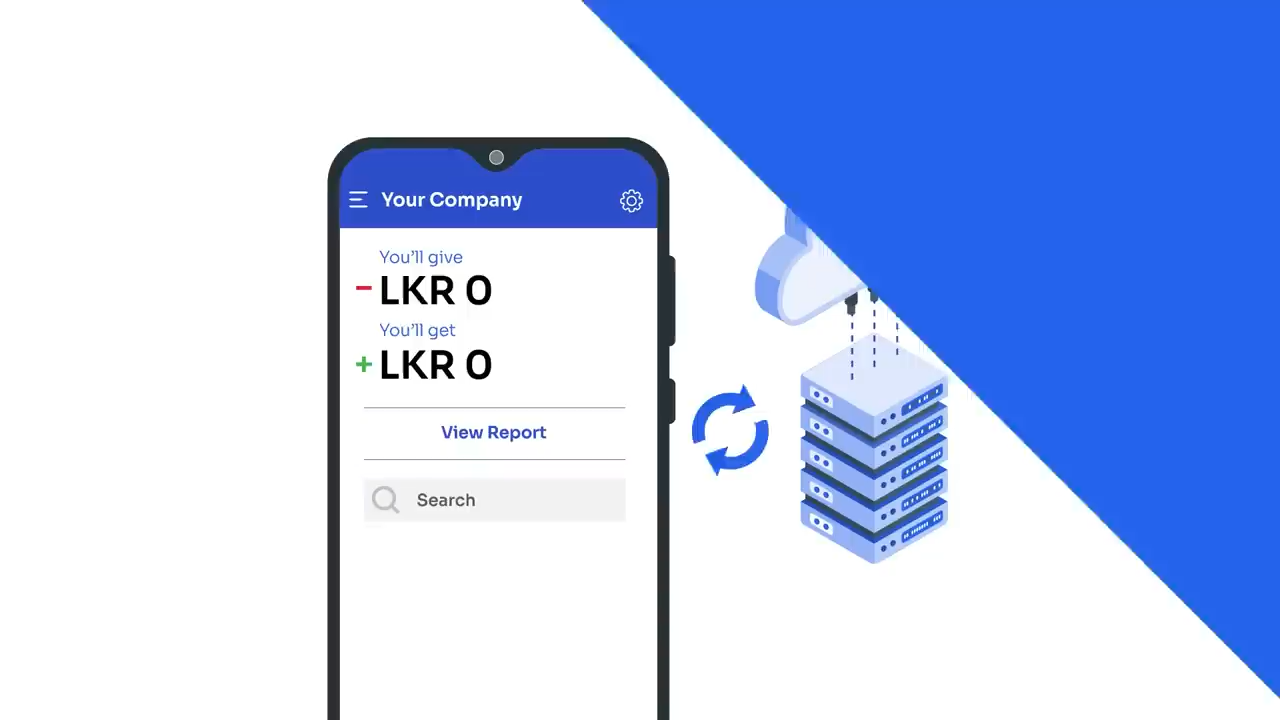 Your Company
You’ll give
− LKR 0
You’ll get
+ LKR 0
View Report
Search